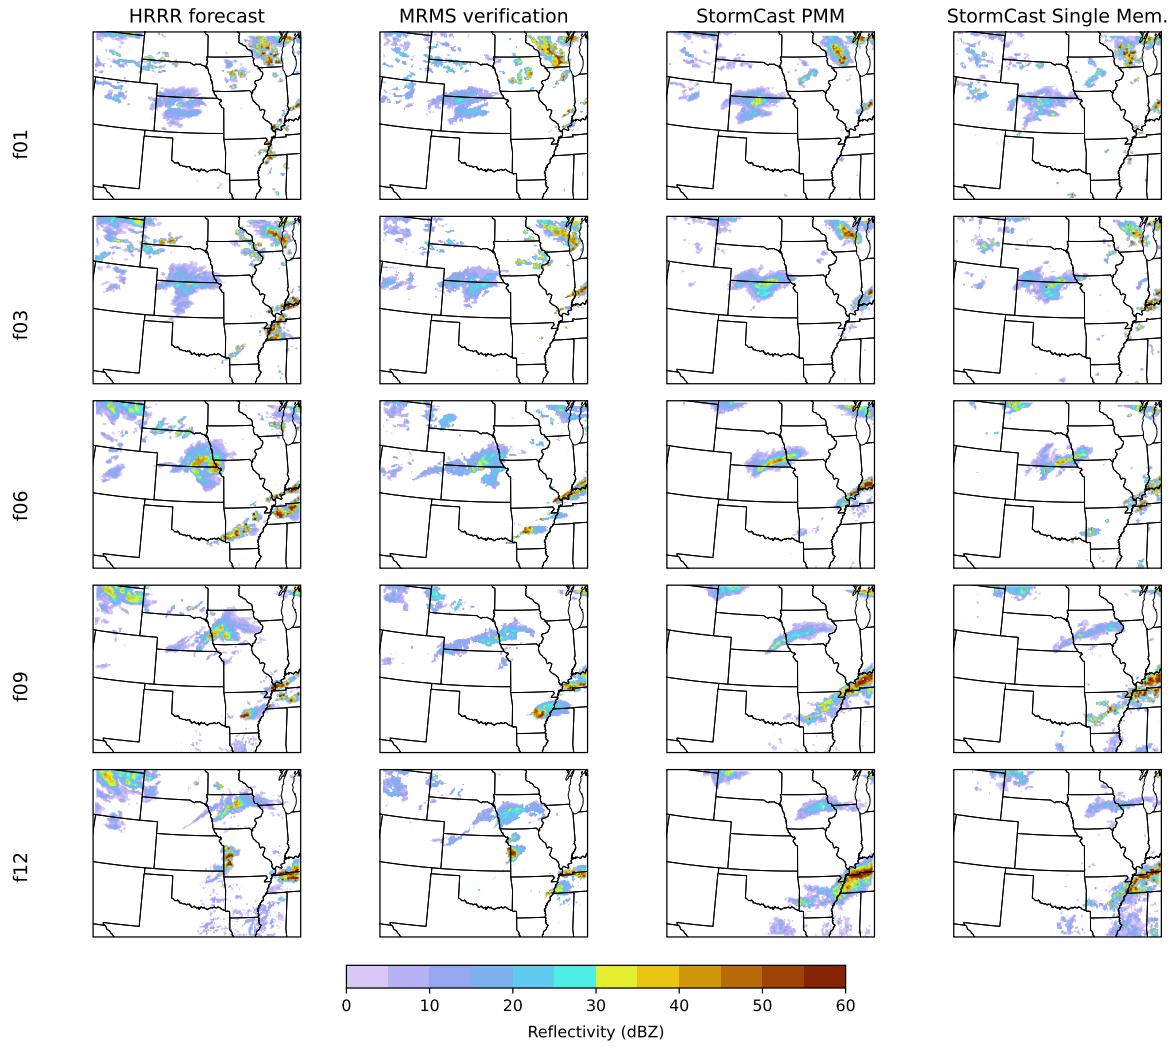 HRRR forecast MRMS verification StormCast PMM StormCast Single Mem.
f01
f03
f06
f09
f12
0 10 20 30 40 50 60
Reflectivity (dBZ)